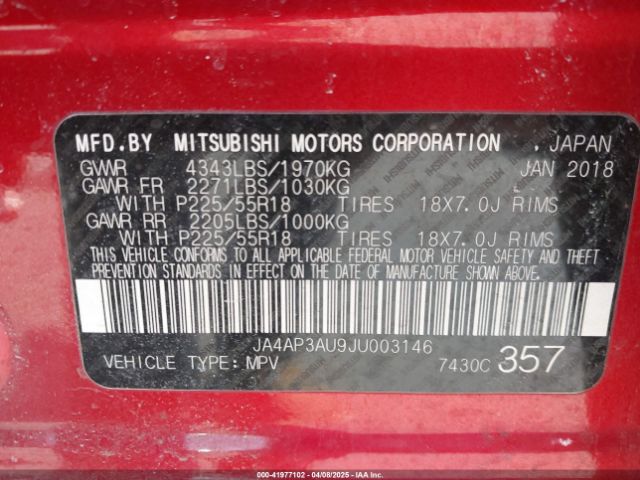 MFD.BY MITSUBISHI MOTORS CORPORATION . JAPAN
GVWR 4343LBS/1970KG JAN 2018
GAWR FR 2271LBS/1030KG
WITH P225/55R18 TIRES 18X7.0J RIMS
GAWR RR 2205LBS/1000KG
WITH P225/55R18 TIRES 18X7.0J RIMS
THIS VEHICLE CONFORMS TO ALL APPLICABLE FEDERAL MOTOR VEHICLE SAFETY AND THEFT
PREVENTION STANDARDS IN EFFECT ON THE DATE OF MANUFACTURE SHOWN ABOVE.
JA4AP3AU9JU003146
VEHICLE TYPE: MPV 7430C 357
000-41977102 - 04/08/2025 - IAAI.COM